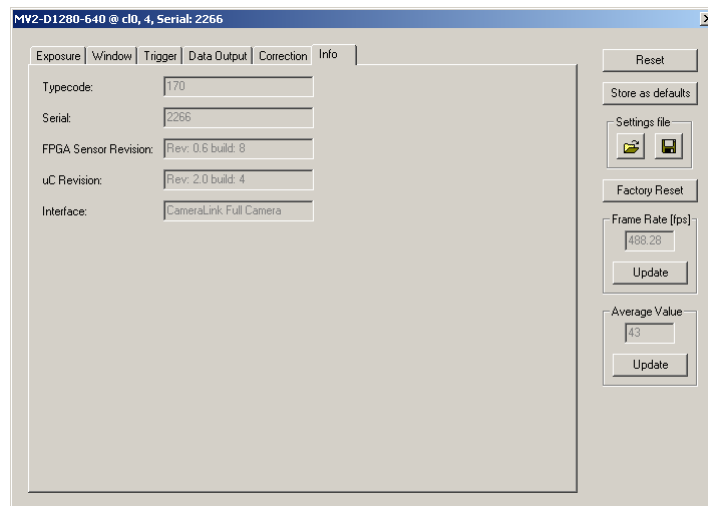 MV2-D1280-640 @ cl0, 4, Serial: 2266
Exposure Window Trigger Data Output Correction Info
Typecode: 170
Serial: 2266
FPGA Sensor Revision: Rev: 0.6 build: 8
uC Revision: Rev: 2.0 build: 4
Interface: CameraLink Full Camera
Reset
Store as defaults
Settings file
Factory Reset
Frame Rate [fps]
488.28
Update
Average Value
43
Update